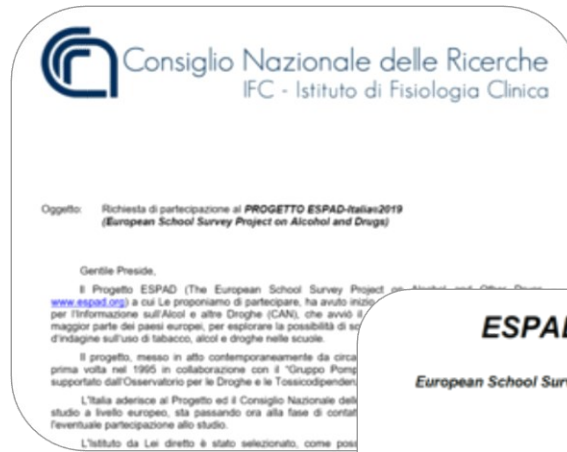 Consiglio Nazionale delle Ricerche
IFC - Istituto di Fisiologia Clinica
Oggetto: Richiesta di partecipazione al PROGETTO ESPAD-Italia®2019
(European School Survey Project on Alcohol and Drugs)
Gentile Preside,
Il Progetto ESPAD (The European School Survey Project on Alcohol and Other Drugs
www.espad.org) a cui Le proponiamo di partecipare, ha avuto inizio
per l'Informazione sull'Alcol e altre Droghe (CAN), che avviò il
maggior parte dei paesi europei, per esplorare la possibilità di
d'indagine sull'uso di tabacco, alcol e droghe nelle scuole.
Il progetto, messo in atto contemporaneamente da circa
prima volta nel 1995 in collaborazione con il "Gruppo
supportato dall'Osservatorio per le Droghe e le
L'Italia aderisce al Progetto ed il Consiglio Nazionale
studio a livello europeo, sta passando ora alla fase di
l'eventuale partecipazione allo studio.
L'Istituto da Lei diretto è stato selezionato, come
ESPAD
European School